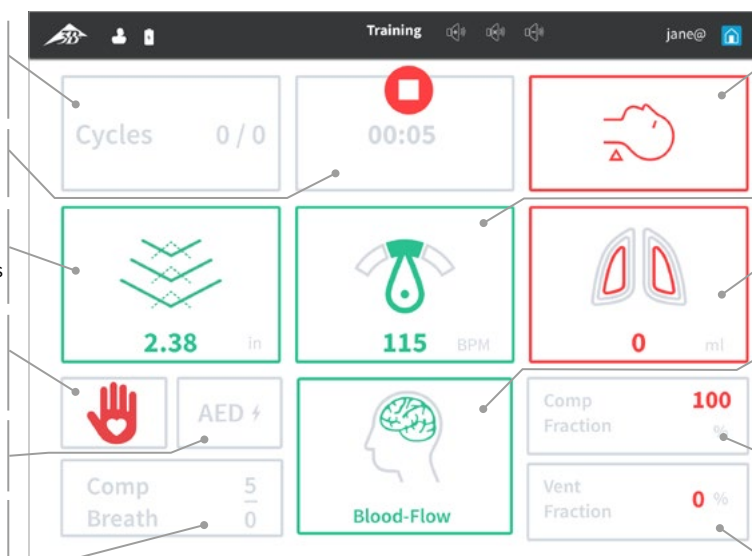 3B Training jane@
Cycles 0 / 0
00:05
2.38 in
115 BPM
0 ml
s
AED
Comp
Fraction
100
%
Comp 5
Breath 0
Blood-Flow
Vent
Fraction
0 %